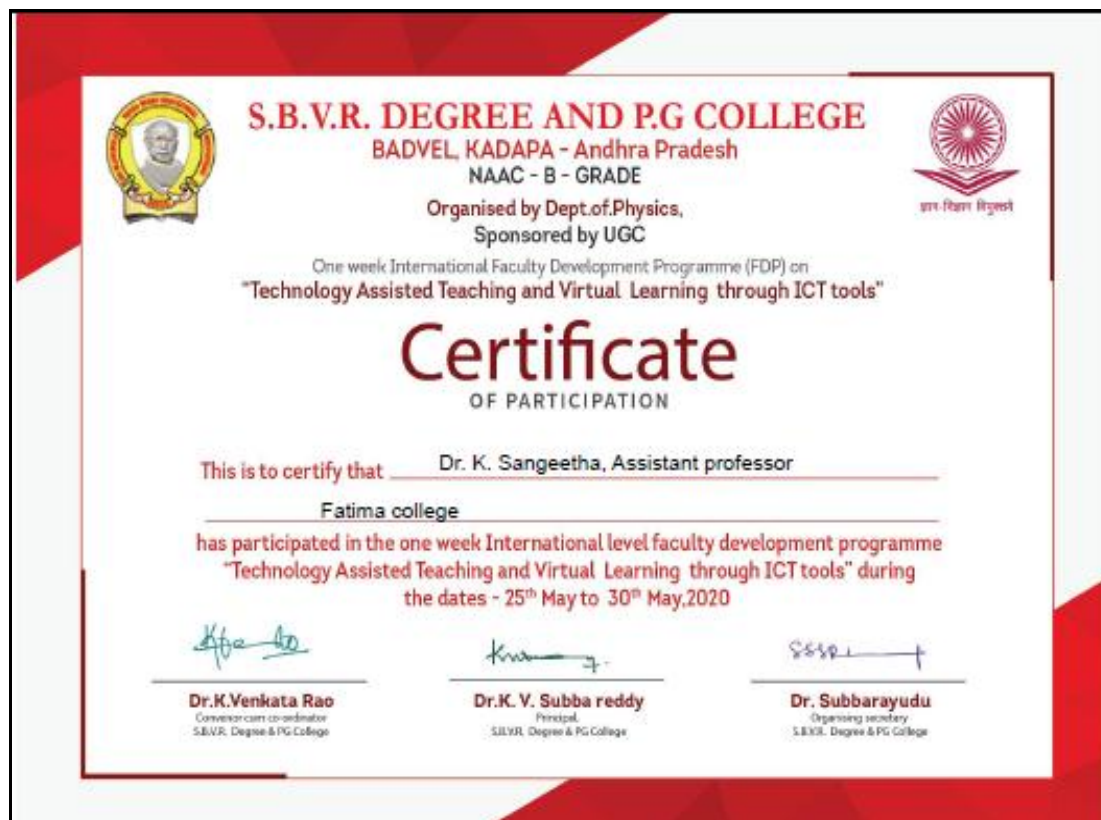 S.B.V.R. DEGREE AND P.G COLLEGE
BADVEL, KADAPA - Andhra Pradesh
NAAC - B - GRADE
Organised by Dept.of.Physics,
Sponsored by UGC
ज्ञान-विज्ञान विमुक्तये
One week International Faculty Development Programme (FDP) on
"Technology Assisted Teaching and Virtual Learning through ICT tools"
Certificate
OF PARTICIPATION
This is to certify that Dr. K. Sangeetha, Assistant professor
Fatima college
has participated in the one week International level faculty development programme
"Technology Assisted Teaching and Virtual Learning through ICT tools" during
the dates - 25th May to 30th May,2020
Dr.K.Venkata Rao
Convenor cum co-ordinator
S.B.V.R. Degree & PG College
Dr.K. V. Subba reddy
Principal,
S.B.V.R. Degree & PG College
Dr. Subbarayudu
Organising secretary
S.B.V.R. Degree & PG College